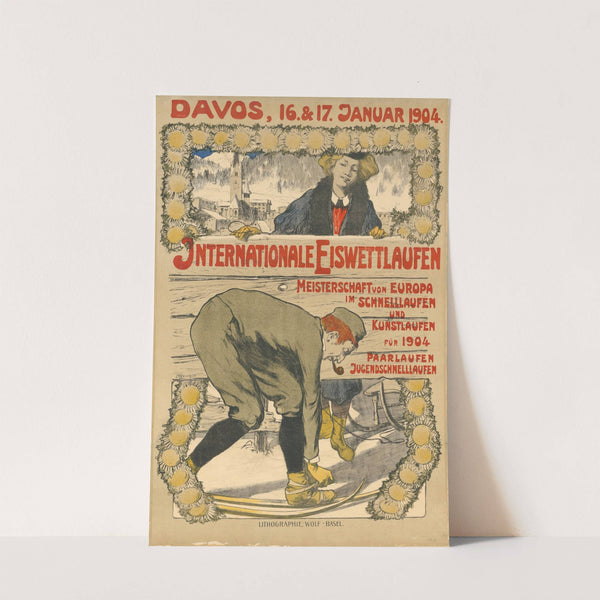 DAVOS, 16. & 17. JANUAR 1904.
INTERNATIONALE EISWETTLAUFEN
MEISTERSCHAFT VON EUROPA
IM SCHNELLLAUFEN
UND
KUNSTLAUFEN
FÜR 1904
PAARLAUFEN
JUGENDSCHNELLLAUFEN
LITHOGRAPHIE, WOLF - BASEL.